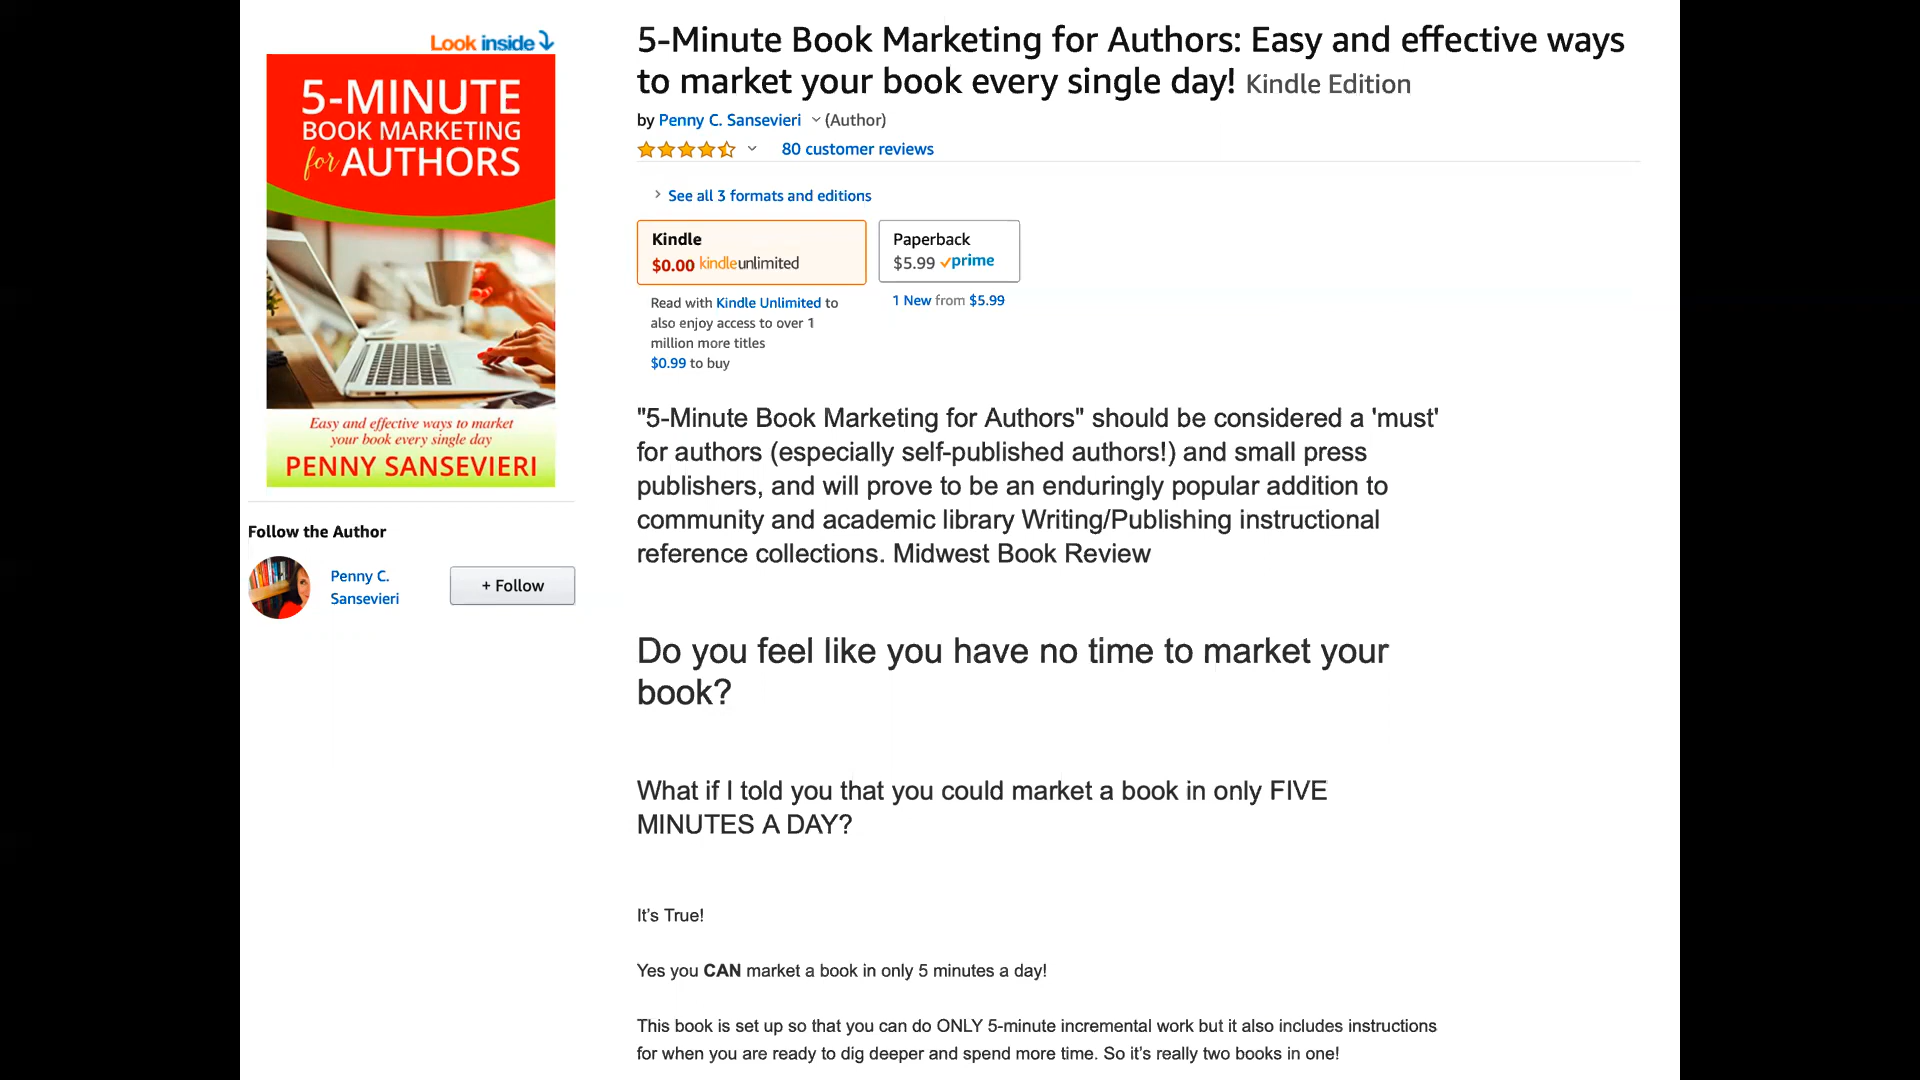 Look inside
5-MINUTE
BOOK MARKETING
for AUTHORS
Easy and effective ways to market
your book every single day
PENNY SANSEVIERI
Follow the Author
Penny C.
Sansevieri
+ Follow
5-Minute Book Marketing for Authors: Easy and effective ways
to market your book every single day! Kindle Edition
by Penny C. Sansevieri (Author)
80 customer reviews
See all 3 formats and editions
Kindle
$0.00 kindleunlimited
Read with Kindle Unlimited to
also enjoy access to over 1
million more titles
$0.99 to buy
Paperback
$5.99 prime
1 New from $5.99
"5-Minute Book Marketing for Authors" should be considered a 'must'
for authors (especially self-published authors!) and small press
publishers, and will prove to be an enduringly popular addition to
community and academic library Writing/Publishing instructional
reference collections. Midwest Book Review
Do you feel like you have no time to market your
book?
What if I told you that you could market a book in only FIVE
MINUTES A DAY?
It's True!
Yes you CAN market a book in only 5 minutes a day!
This book is set up so that you can do ONLY 5-minute incremental work but it also includes instructions
for when you are ready to dig deeper and spend more time. So it's really two books in one!